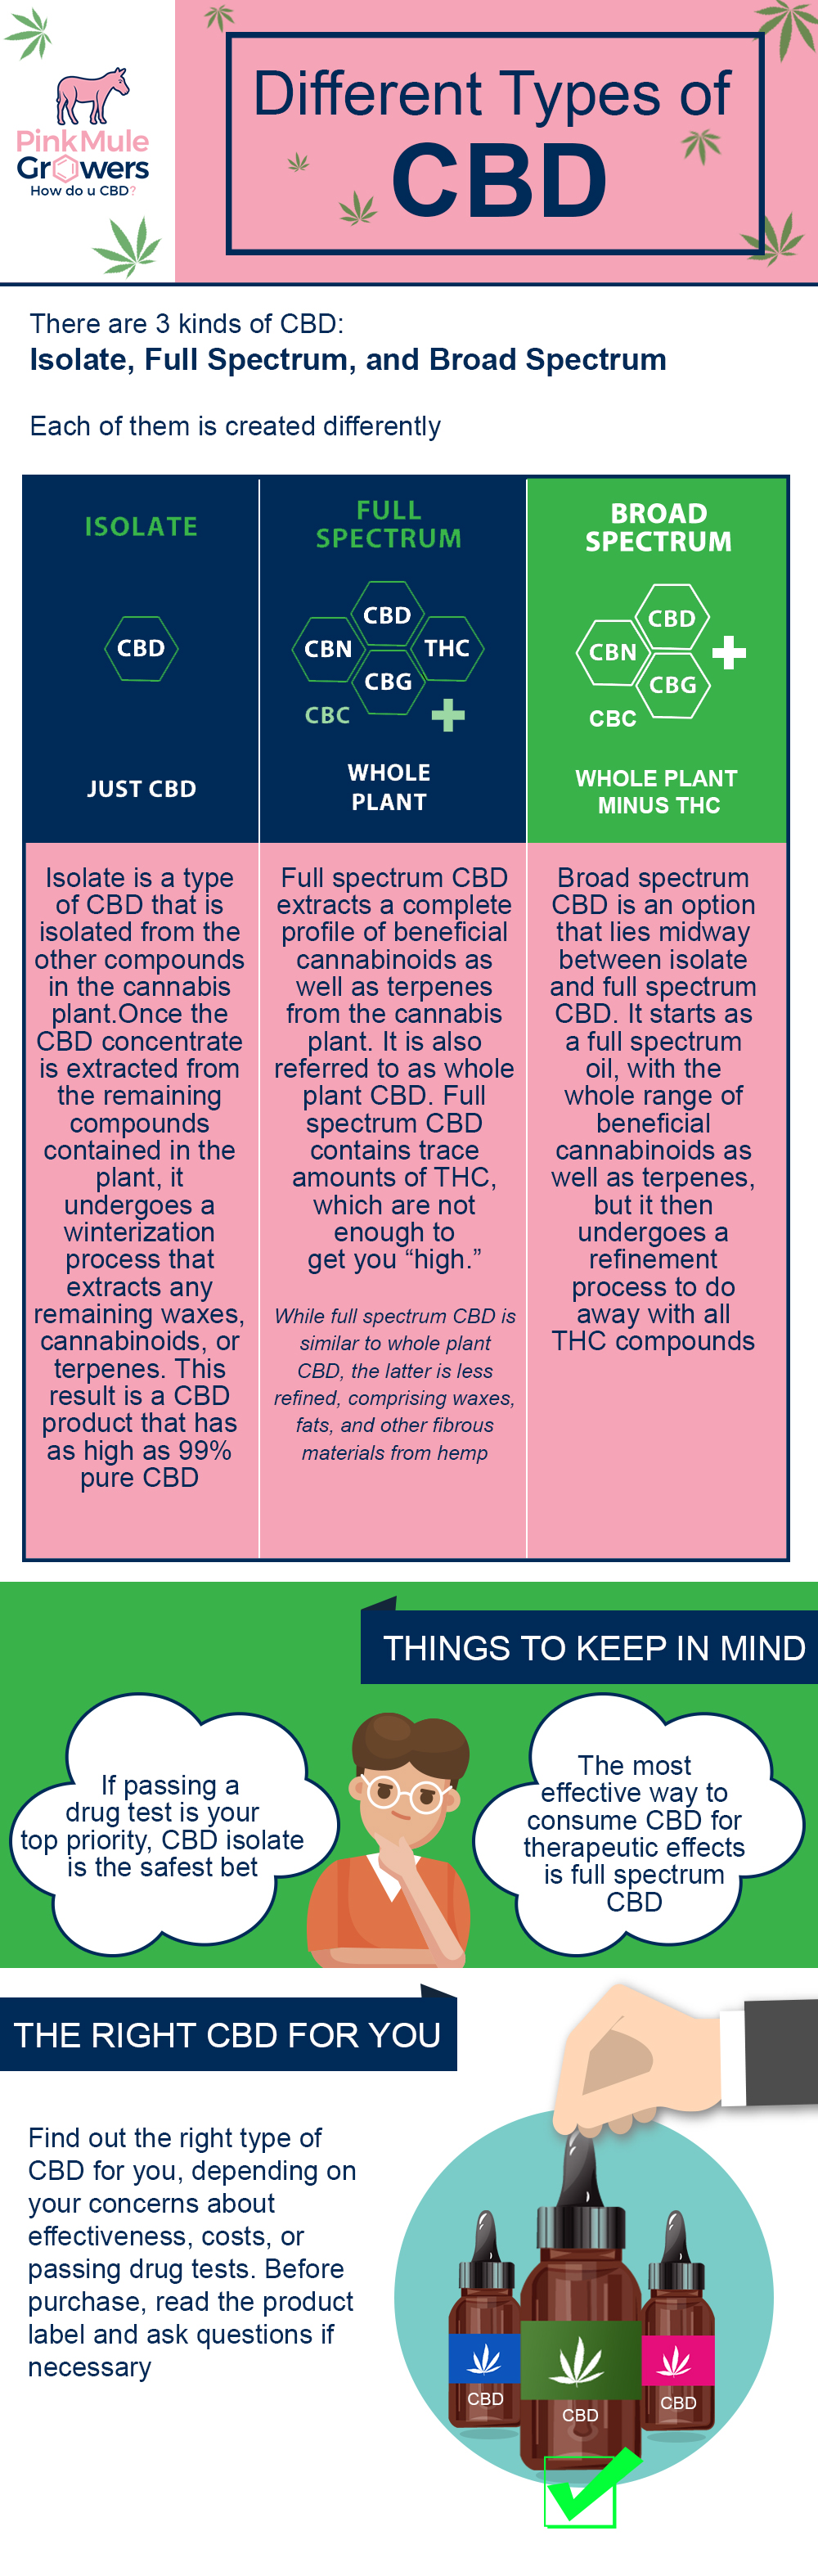 PinkMule
Growers
How do u CBD?
Different Types of
CBD
There are 3 kinds of CBD:
Isolate, Full Spectrum, and Broad Spectrum
Each of them is created differently
ISOLATE
CBD
JUST CBD
FULL
SPECTRUM
CBD
CBN
THC
CBG
CBC
WHOLE
PLANT
BROAD
SPECTRUM
CBD
CBN
CBG
CBC
WHOLE PLANT
MINUS THC
Isolate is a type
of CBD that is
isolated from the
other compounds
in the cannabis
plant.Once the
CBD concentrate
is extracted from
the remaining
compounds
contained in the
plant, it
undergoes a
winterization
process that
extracts any
remaining waxes,
cannabinoids, or
terpenes. This
result is a CBD
product that has
as high as 99%
pure CBD
Full spectrum CBD
extracts a complete
profile of beneficial
cannabinoids as
well as terpenes
from the cannabis
plant. It is also
referred to as whole
plant CBD. Full
spectrum CBD
contains trace
amounts of THC,
which are not
enough to
get you “high.”
While full spectrum CBD is
similar to whole plant
CBD, the latter is less
refined, comprising waxes,
fats, and other fibrous
materials from hemp
Broad spectrum
CBD is an option
that lies midway
between isolate
and full spectrum
CBD. It starts as
a full spectrum
oil, with the
whole range of
beneficial
cannabinoids as
well as terpenes,
but it then
undergoes a
refinement
process to do
away with all
THC compounds
THINGS TO KEEP IN MIND
If passing a
drug test is your
top priority, CBD isolate
is the safest bet
The most
effective way to
consume CBD for
therapeutic effects
is full spectrum
CBD
THE RIGHT CBD FOR YOU
Find out the right type of
CBD for you, depending on
your concerns about
effectiveness, costs, or
passing drug tests. Before
purchase, read the product
label and ask questions if
necessary
CBD
CBD
CBD